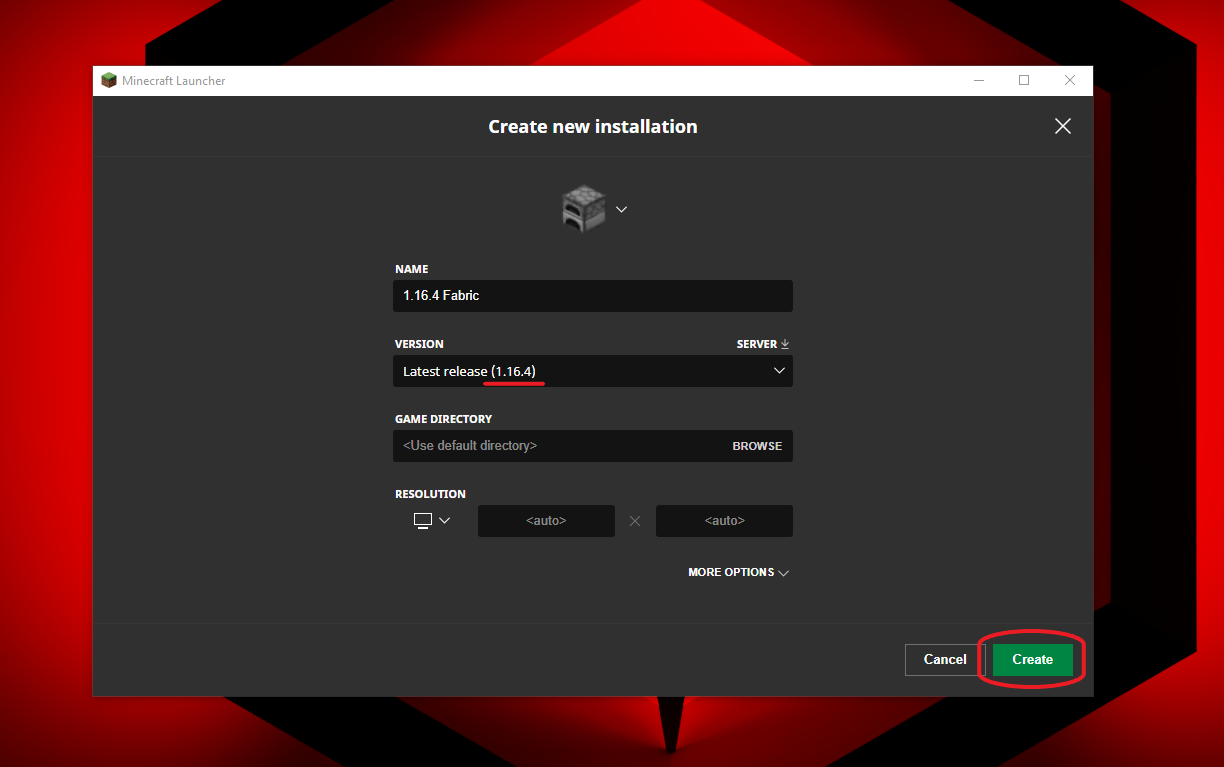 Minecraft Launcher
Create new installation
NAME
1.16.4 Fabric
VERSION
SERVER
Latest release (1.16.4)
GAME DIRECTORY
<Use default directory>
BROWSE
RESOLUTION
<auto>
<auto>
MORE OPTIONS
Cancel
Create